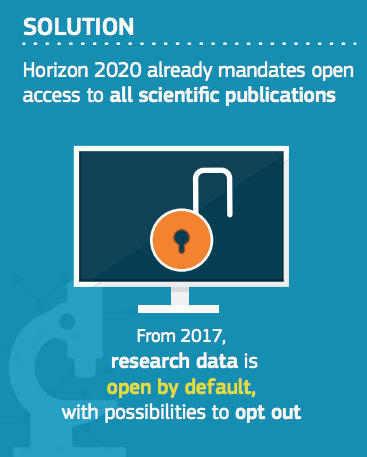 SOLUTION
Horizon 2020 already mandates open
access to all scientific publications
From 2017,
research data is
open by default,
with possibilities to opt out